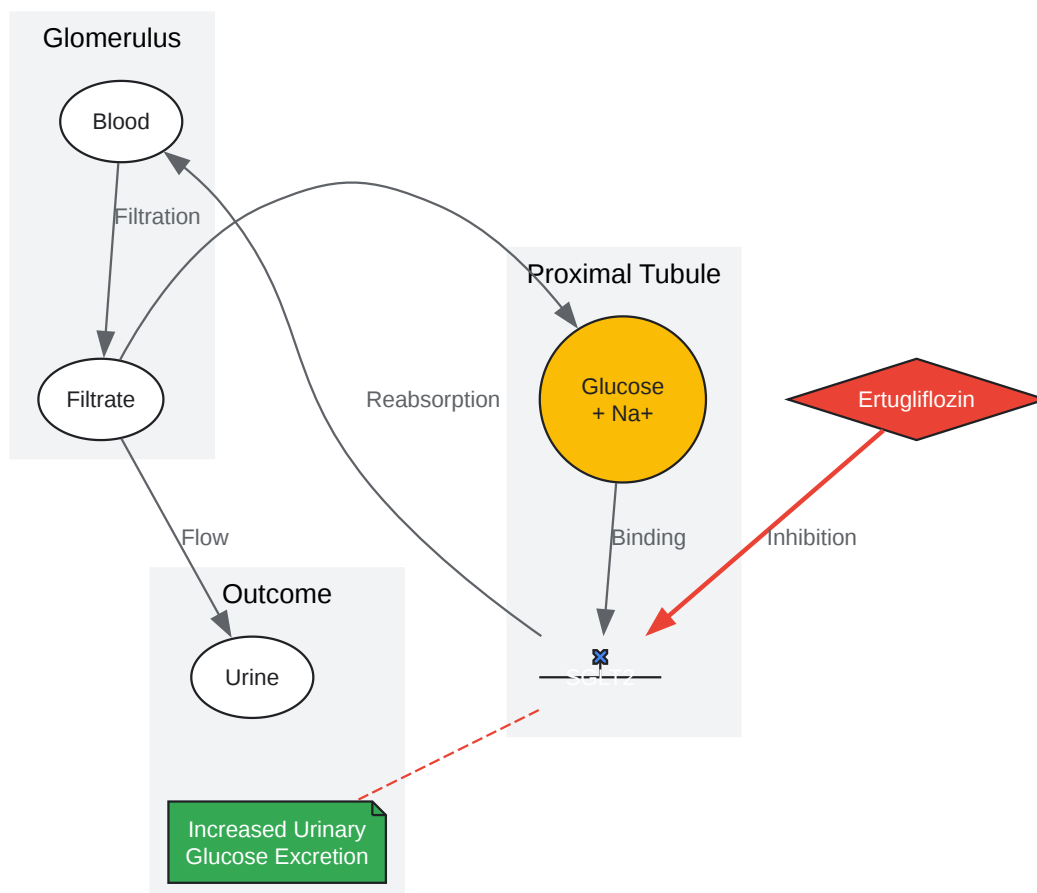 Glomerulus
Blood
Filtration
Filtrate
Proximal Tubule
Glucose
+ Na+
Reabsorption
Ertugliflozin
Flow
Binding
Inhibition
Outcome
Urine
SGLT2
Increased Urinary
Glucose Excretion